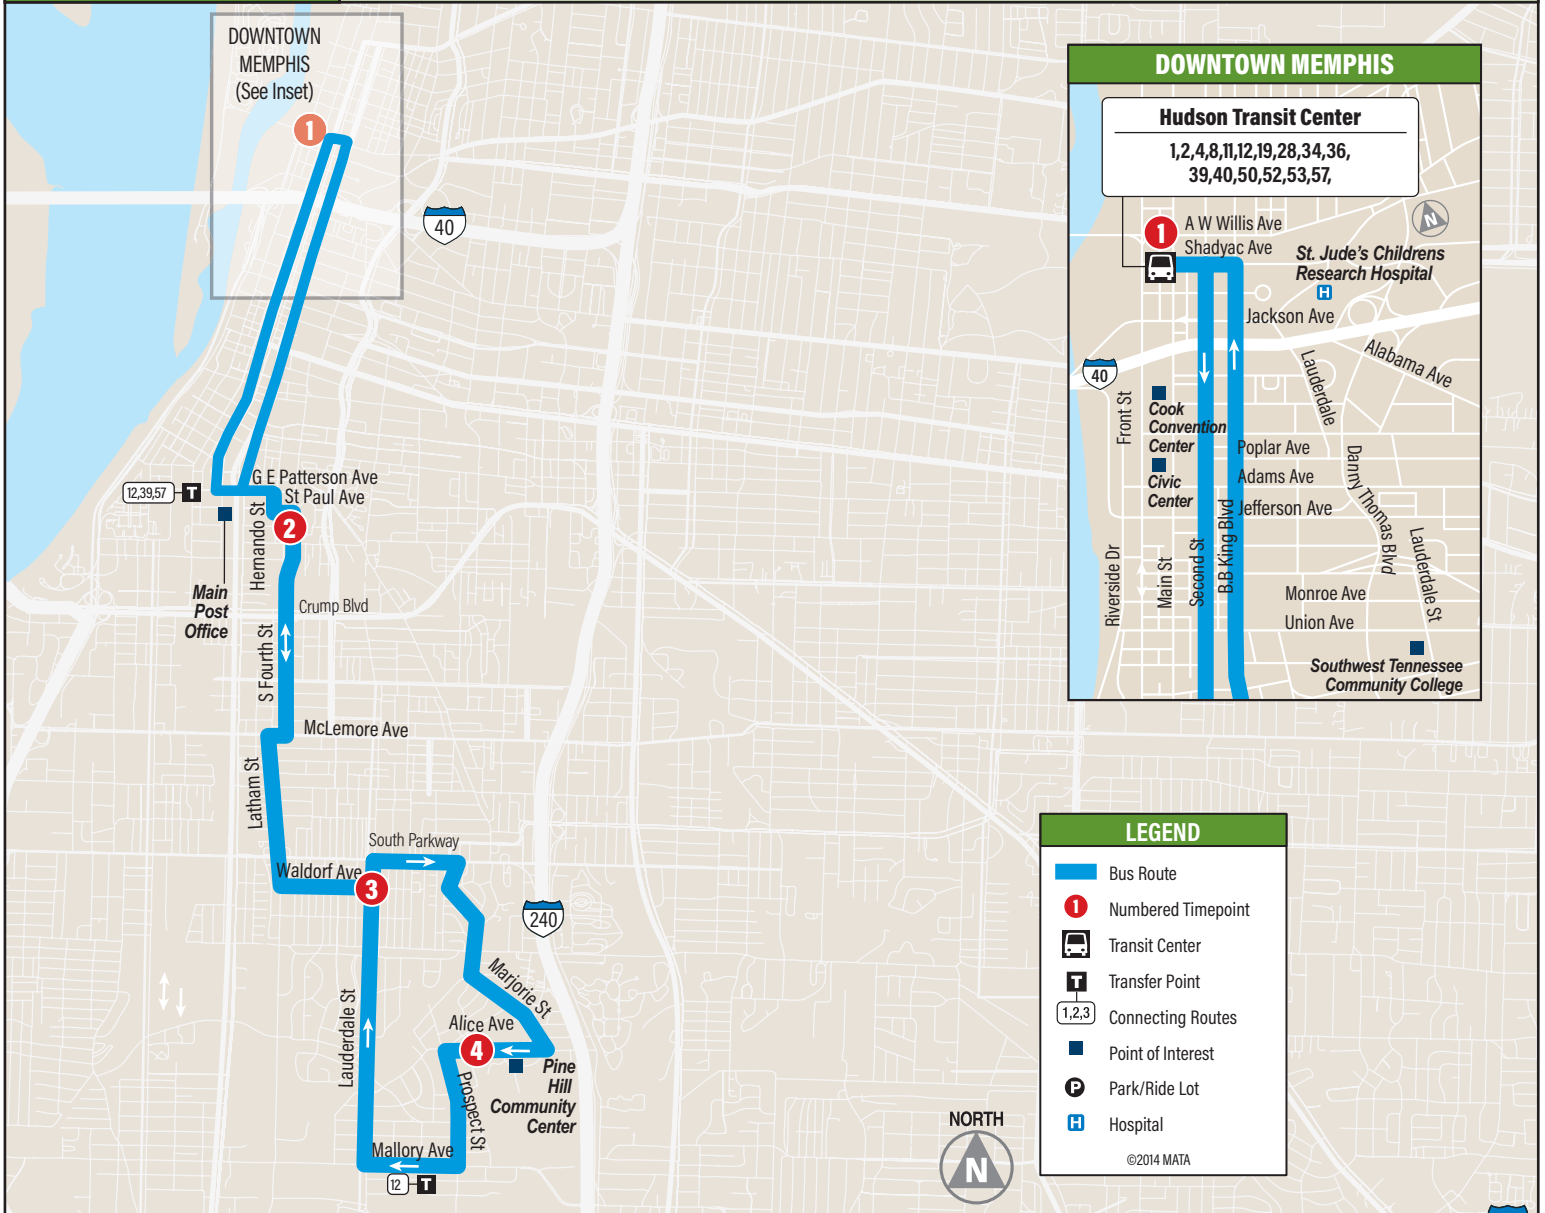 DOWNTOWN
MEMPHIS
(See Inset)
1
40
G E Patterson Ave
St Paul Ave
12,39,57
T
2
Hernando St
Main
Post
Office
Crump Blvd
S Fourth St
McLemore Ave
Latham St
South Parkway
Waldorf Ave
3
240
Marjorie St
Lauderdale St
Alice Ave
4
Pine
Hill
Community
Center
Prospect St
Mallory Ave
12
T
NORTH
N
DOWNTOWN MEMPHIS
Hudson Transit Center
1,2,4,8,11,12,19,28,34,36,
39,40,50,52,53,57,
N
1
A W Willis Ave
Shadyac Ave
St. Jude's Childrens
Research Hospital
H
Jackson Ave
Alabama Ave
Lauderdale
40
Front St
Cook
Convention
Center
Civic
Center
Poplar Ave
Adams Ave
Jefferson Ave
Danny Thomas Blvd
Lauderdale St
Riverside Dr
Main St
Second St
B.B King Blvd
Monroe Ave
Union Ave
Southwest Tennessee
Community College
LEGEND
Bus Route
1
Numbered Timepoint
Transit Center
T
Transfer Point
1,2,3
Connecting Routes
Point of Interest
P
Park/Ride Lot
H
Hospital
©2014 MATA